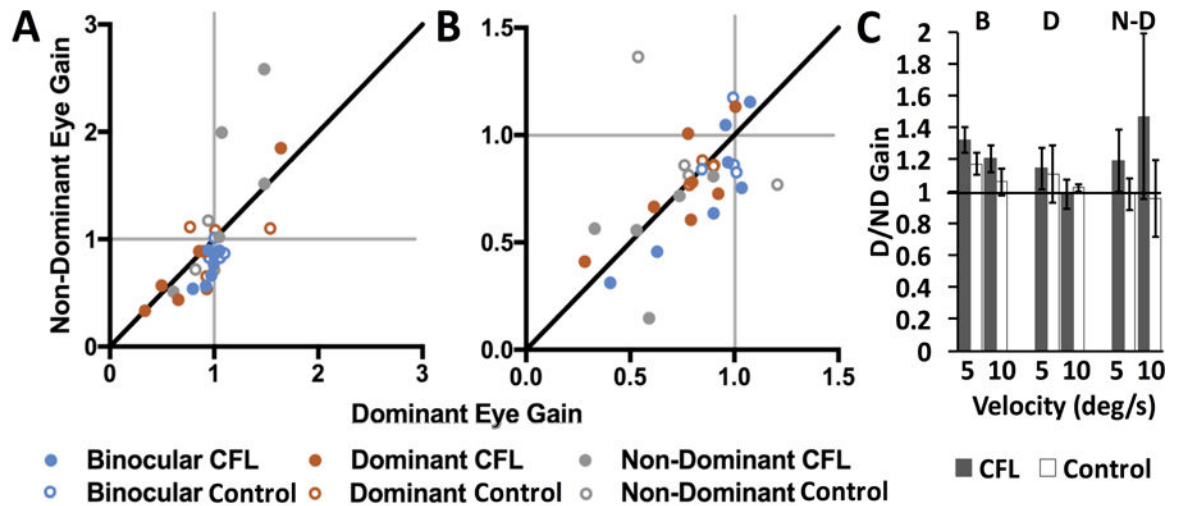 A
B
C
B D N-D
Non-Dominant Eye Gain
3
2
1
0
0 1 2 3
1.5
1.0
0.5
0.0
0.0 0.5 1.0 1.5
Dominant Eye Gain
D/ND Gain
2
1.8
1.6
1.4
1.2
1
0.8
0.6
0.4
0.2
0
5 10 5 10 5 10
Velocity (deg/s)
Binocular CFL Dominant CFL Non-Dominant CFL
Binocular Control Dominant Control Non-Dominant Control
CFL Control